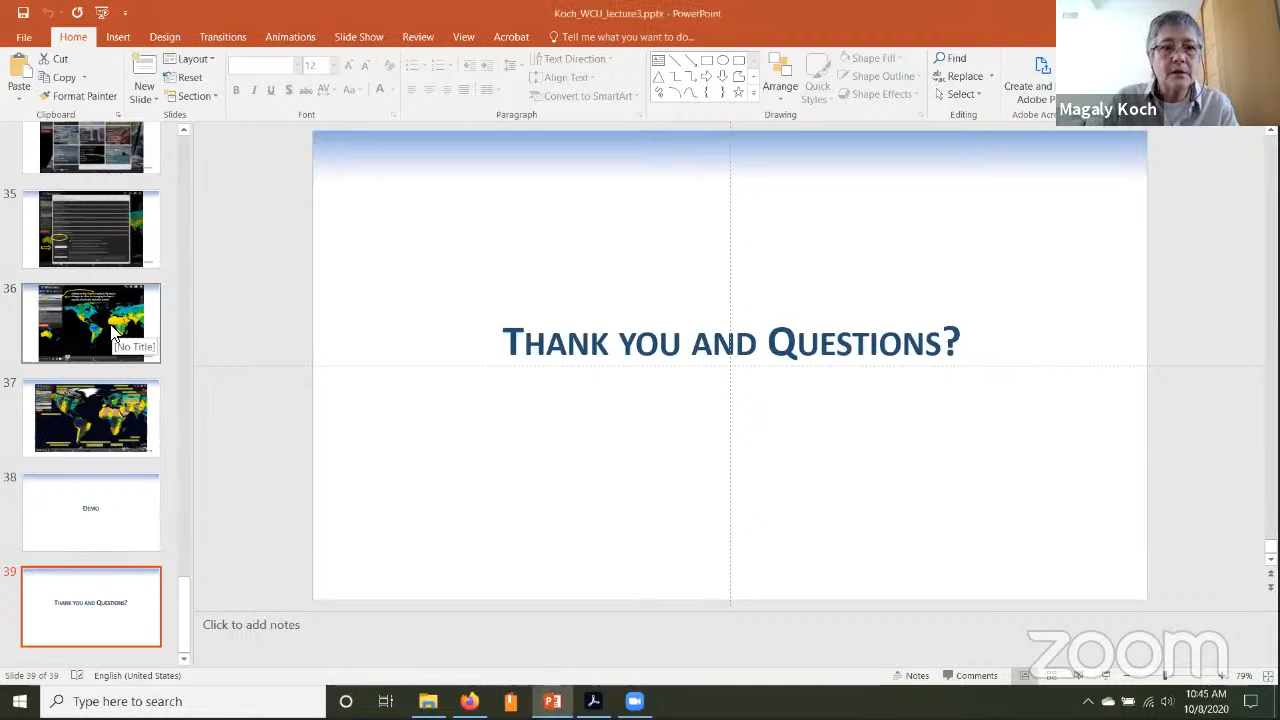 Koch_WCU_lecture3.ppt - PowerPoint
File Home Insert Design Transitions Animations Slide Show Review View Acrobat Tell me what you want to do...
Paste
Cut
Copy
Format Painter
Clipboard
New
Slide
Layout
Reset
Section
Slides
12
Font
Paragraph
Text Direction
Align Text
Convert to SmartArt
Arrange
Quick
Styles
Shape Fill
Shape Outline
Shape Effects
Drawing
Find
Replace
Select
Editing
Create and
Adobe
Magaly Koch
35
36
[No Title]
37
38
DEMO
39
THANK YOU AND QUESTIONS?
THANK YOU AND QUESTIONS?
Click to add notes
zoom
Slide 39 of 39 English (United States) Notes Comments 79%
Type here to search
10:45 AM
10/8/2020